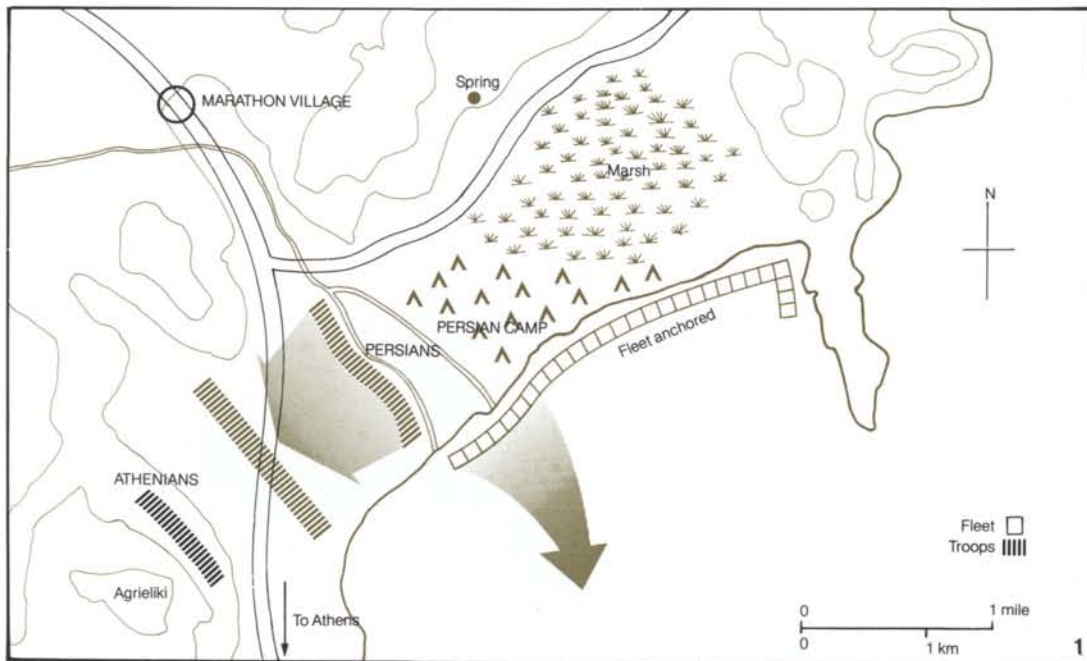 Spring
MARATHON VILLAGE
Marsh
N
PERSIAN CAMP
Fleet anchored
PERSIANS
ATHENIANS
Agrieliki
To Athens
Fleet
Troops
0 1 mile
0 1 km
1